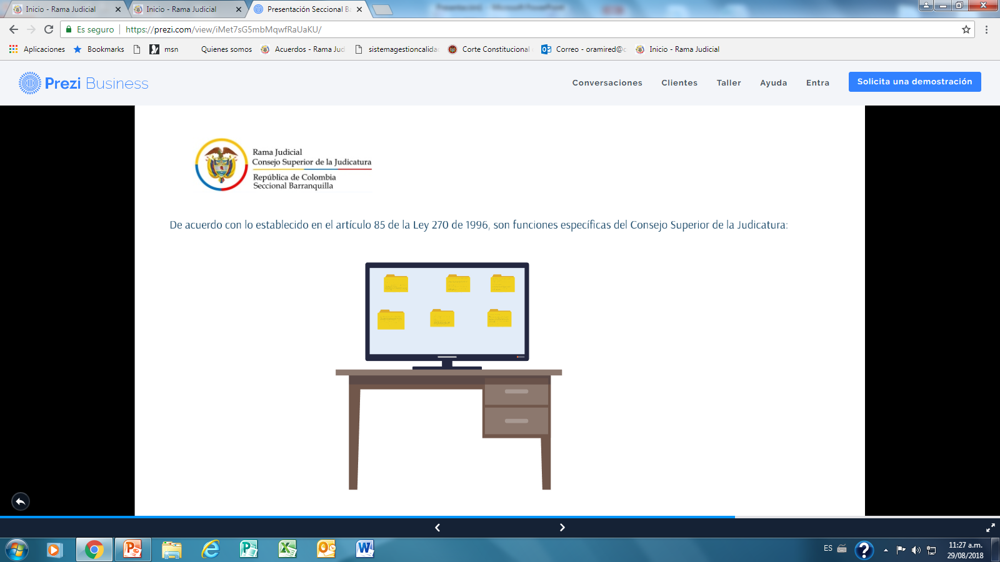 Inicio - Rama Judicial
Inicio - Rama Judicial
Presentación Seccional Ba
Es seguro
https://prezi.com/view/iMet7sG5mbMqwfRaUaKU/
Aplicaciones
Bookmarks
msn
Quienes somos
Acuerdos - Rama Jud
sistemagestioncalida
Corte Constitucional
Correo - oramired@c
Inicio - Rama Judicial
Prezi Business
Conversaciones
Clientes
Taller
Ayuda
Entra
Solicita una demostración
Rama Judicial
Consejo Superior de la Judicatura
República de Colombia
Seccional Barranquilla
De acuerdo con lo establecido en el artículo 85 de la Ley 270 de 1996, son funciones específicas del Consejo Superior de la Judicatura:
ES
11:27 a.m.
29/08/2018